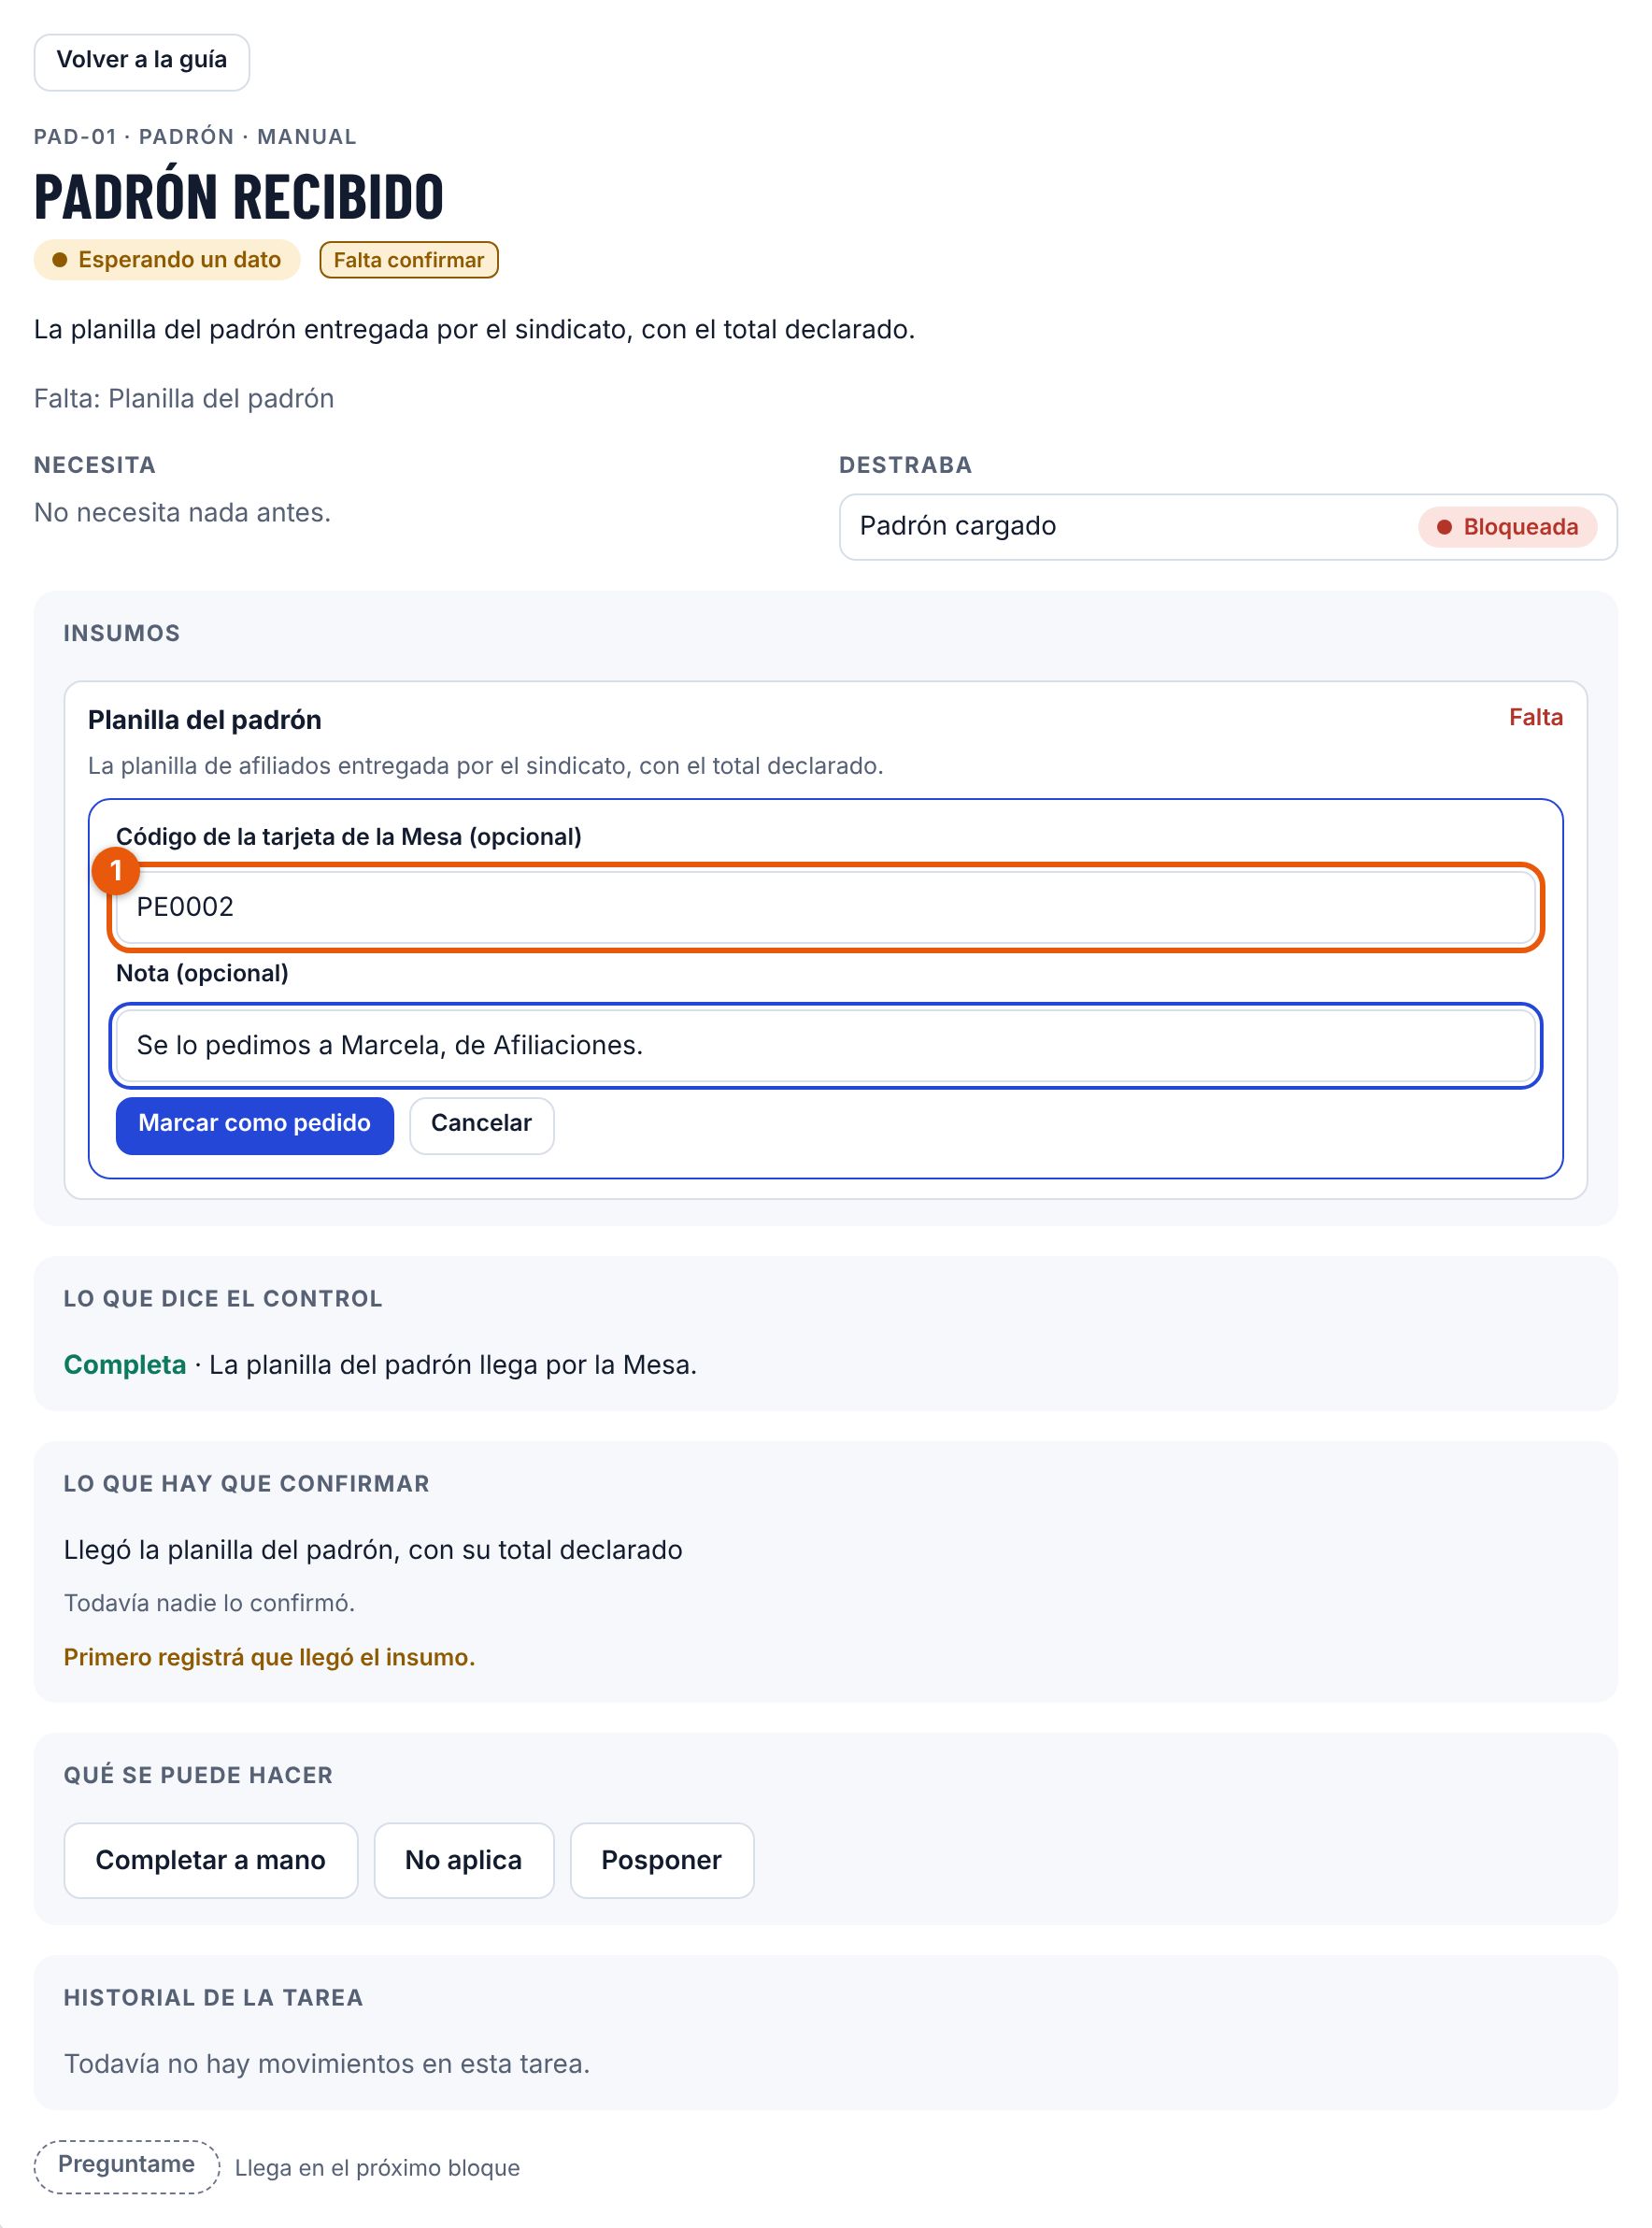 Volver a la guía
PAD-01 · PADRÓN · MANUAL
PADRÓN RECIBIDO
Esperando un dato
Falta confirmar
La planilla del padrón entregada por el sindicato, con el total declarado.
Falta: Planilla del padrón
NECESITA
No necesita nada antes.
DESTRABA
Padrón cargado
Bloqueada
INSUMOS
Planilla del padrón
Falta
La planilla de afiliados entregada por el sindicato, con el total declarado.
Código de la tarjeta de la Mesa (opcional)
1
PE0002
Nota (opcional)
Se lo pedimos a Marcela, de Afiliaciones.
Marcar como pedido
Cancelar
LO QUE DICE EL CONTROL
Completa · La planilla del padrón llega por la Mesa.
LO QUE HAY QUE CONFIRMAR
Llegó la planilla del padrón, con su total declarado
Todavía nadie lo confirmó.
Primero registrá que llegó el insumo.
QUÉ SE PUEDE HACER
Completar a mano
No aplica
Posponer
HISTORIAL DE LA TAREA
Todavía no hay movimientos en esta tarea.
Preguntame
Llega en el próximo bloque